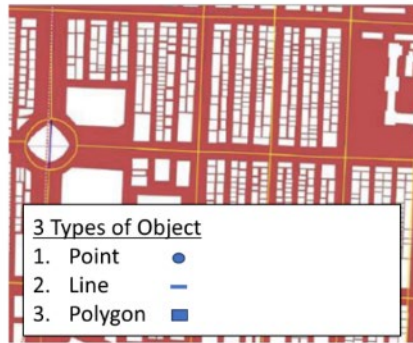 3 Types of Object
1. Point
2. Line
3. Polygon